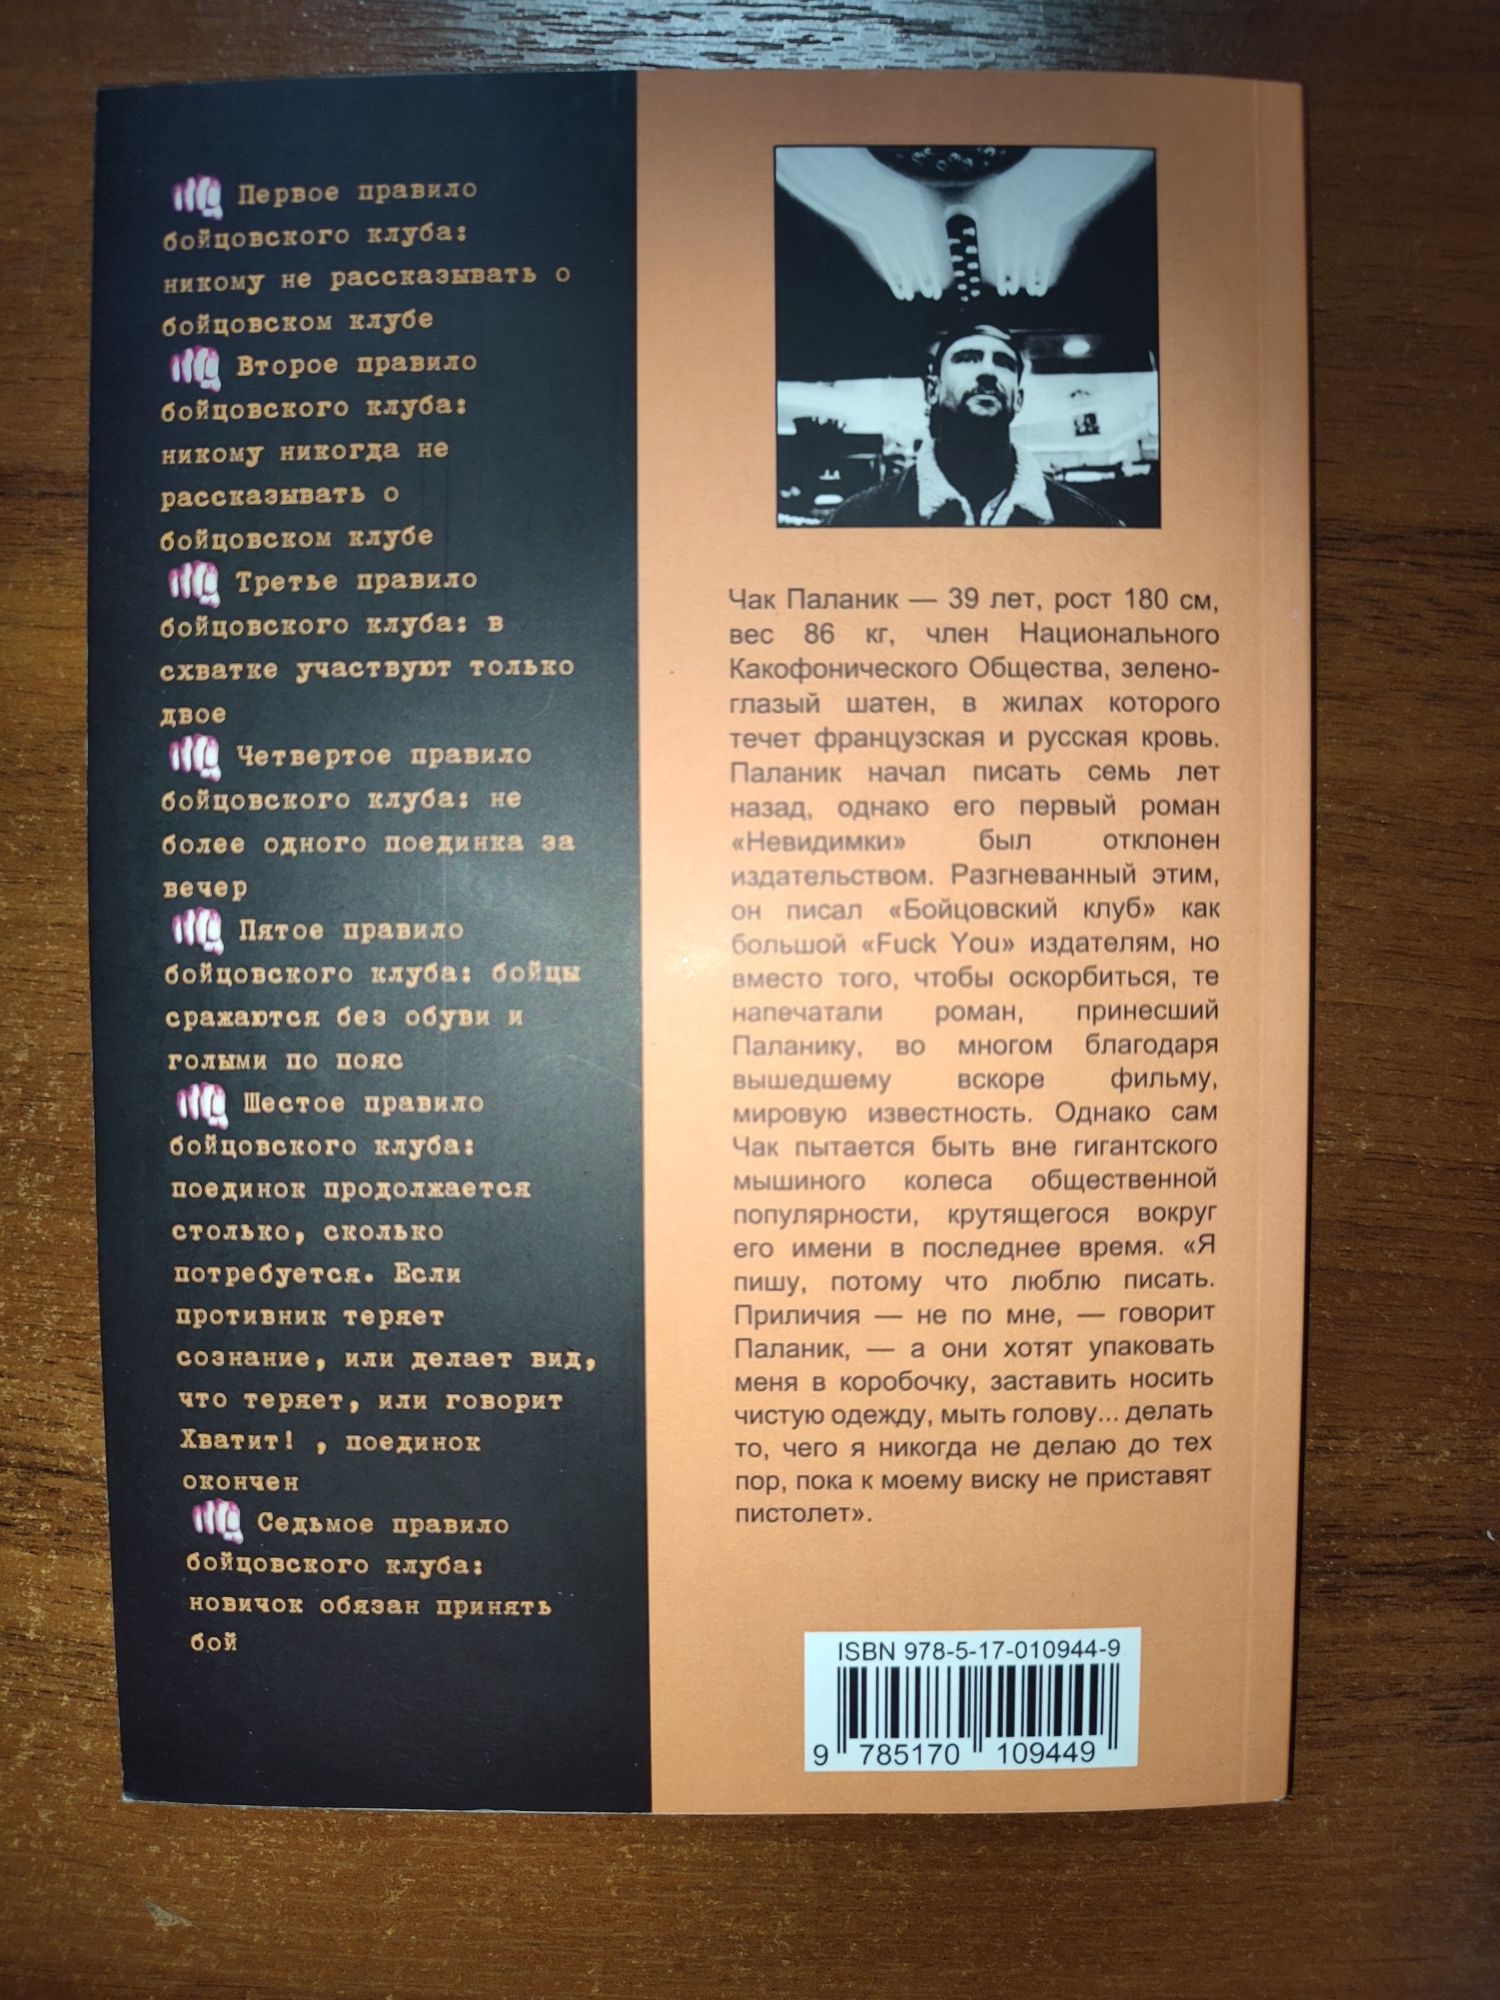 Первое правило
бойцовского клуба:
никому не рассказывать о
бойцовском клубе
Второе правило
бойцовского клуба:
никому никогда не
рассказывать о
бойцовском клубе
Третье правило
бойцовского клуба: в
схватке участвуют только
двое
Четвертое правило
бойцовского клуба: не
более одного поединка за
вечер
Пятое правило
бойцовского клуба: бойцы
сражаются без обуви и
голыми по пояс
Шестое правило
бойцовского клуба:
поединок продолжается
столько, сколько
потребуется. Если
противник теряет
сознание, или делает вид,
что теряет, или говорит
Хватит! , поединок
окончен
Седьмое правило
бойцовского клуба:
новичок обязан принять
бой
Чак Паланик — 39 лет, рост 180 см,
вес 86 кг, член Национального
Какофонического Общества, зелено-
глазый шатен, в жилах которого
течет французская и русская кровь.
Паланик начал писать семь лет
назад, однако его первый роман
«Невидимки» был отклонен
издательством. Разгневанный этим,
он писал «Бойцовский клуб» как
большой «Fuck You» издателям, но
вместо того, чтобы оскорбиться, те
напечатали роман, принесший
Паланику, во многом благодаря
вышедшему вскоре фильму,
мировую известность. Однако сам
Чак пытается быть вне гигантского
мышиного колеса общественной
популярности, крутящегося вокруг
его имени в последнее время. «Я
пишу, потому что люблю писать.
Приличия — не по мне, — говорит
Паланик, — а они хотят упаковать
меня в коробочку, заставить носить
чистую одежду, мыть голову... делать
то, чего я никогда не делаю до тех
пор, пока к моему виску не приставят
пистолет».
ISBN 978-5-17-010944-9
9 785170 109449